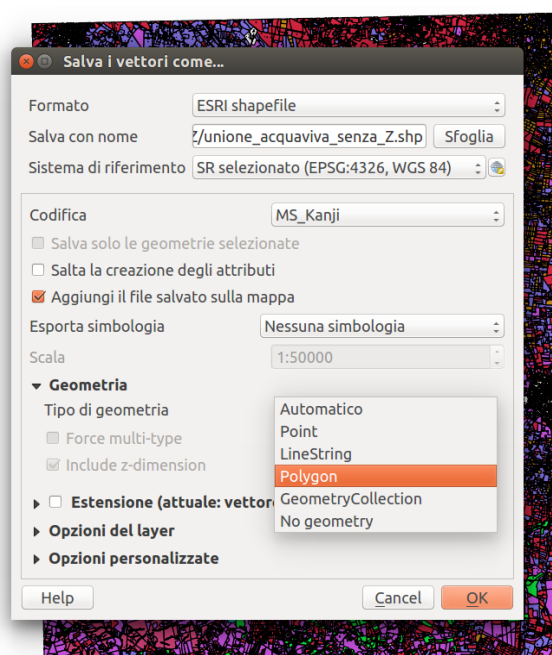 Salva i vettori come...
Formato ESRI shapefile
Salva con nome /unione_acquaviva_senza_Z.shp Sfoglia
Sistema di riferimento SR selezionato (EPSG:4326, WGS 84)
Codifica MS_Kanji
Salva solo le geometrie selezionate
Salta la creazione degli attributi
Aggiungi il file salvato sulla mappa
Esporta simbologia Nessuna simbologia
Scala 1:50000
Geometria
Tipo di geometria
Automatico
Point
Force multi-type
LineString
Include z-dimension
Polygon
GeometryCollection
Estensione (attuale: vettor
No geometry
Opzioni del layer
Opzioni personalizzate
Help Cancel OK